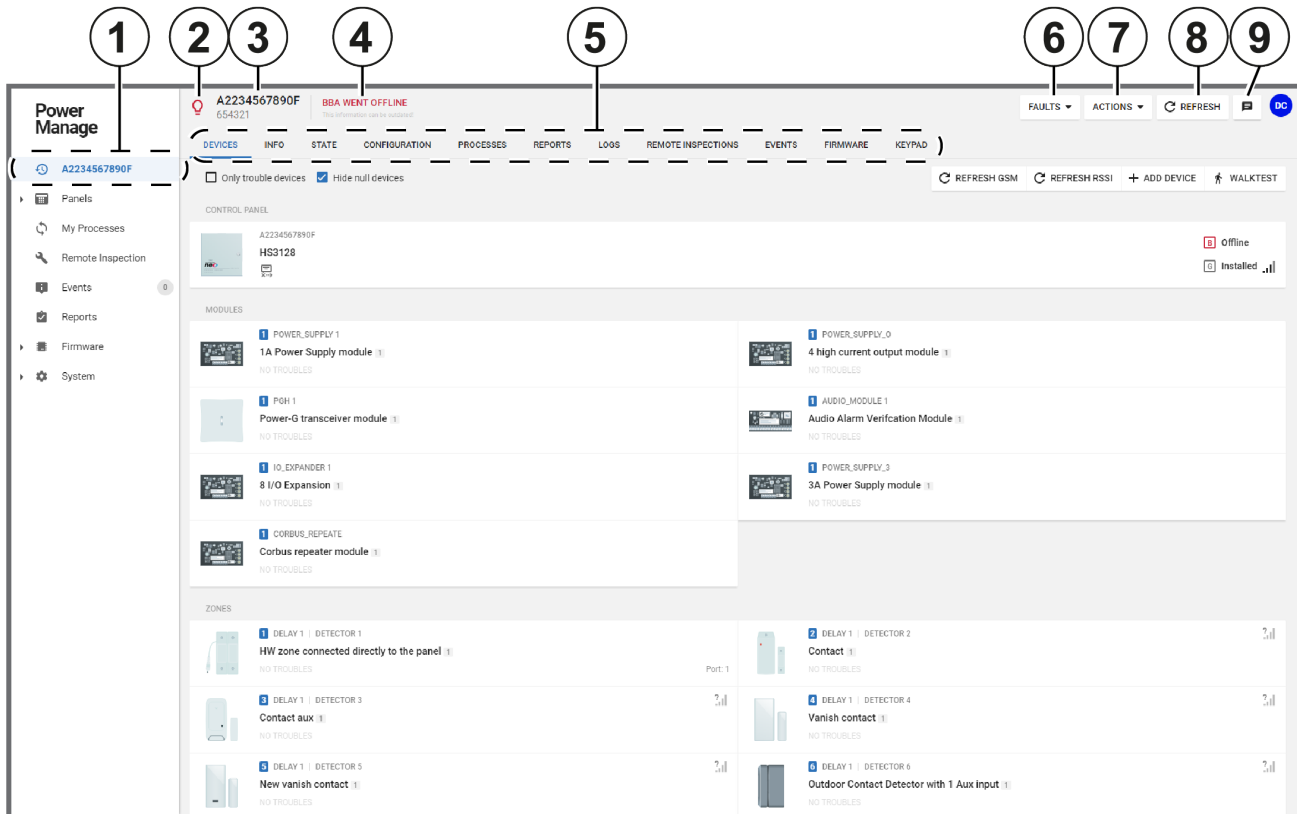 1 2 3 4 5 6 7 8 9
Power
Manage
A2234567890F
654321
BBA WENT OFFLINE
This information can be outdated!
FAULTS
ACTIONS
REFRESH
DC
DEVICES INFO STATE CONFIGURATION PROCESSES REPORTS LOGS REMOTE INSPECTIONS EVENTS FIRMWARE KEYPAD
A2234567890F
Panels
My Processes
Remote Inspection
Events 0
Reports
Firmware
System
Only trouble devices Hide null devices
REFRESH GSM REFRESH RSSI ADD DEVICE WALKTEST
CONTROL PANEL
A2234567890F
HS3128
B Offline
G Installed
MODULES
1 POWER_SUPPLY 1
1A Power Supply module 1
NO TROUBLES
1 POWER_SUPPLY_O
4 high current output module 1
NO TROUBLES
1 PGH 1
Power-G transceiver module 1
NO TROUBLES
1 AUDIO_MODULE 1
Audio Alarm Verifcation Module 1
NO TROUBLES
1 IO_EXPANDER 1
8 I/O Expansion 1
NO TROUBLES
1 POWER_SUPPLY_3
3A Power Supply module 1
NO TROUBLES
1 CORBUS_REPEATE
Corbus repeater module 1
NO TROUBLES
ZONES
1 DELAY 1 | DETECTOR 1
HW zone connected directly to the panel 1
NO TROUBLES
Port: 1
2 DELAY 1 | DETECTOR 2
Contact 1
NO TROUBLES
3 DELAY 1 | DETECTOR 3
Contact aux 1
NO TROUBLES
4 DELAY 1 | DETECTOR 4
Vanish contact 1
NO TROUBLES
5 DELAY 1 | DETECTOR 5
New vanish contact 1
NO TROUBLES
6 DELAY 1 | DETECTOR 6
Outdoor Contact Detector with 1 Aux input 1
NO TROUBLES